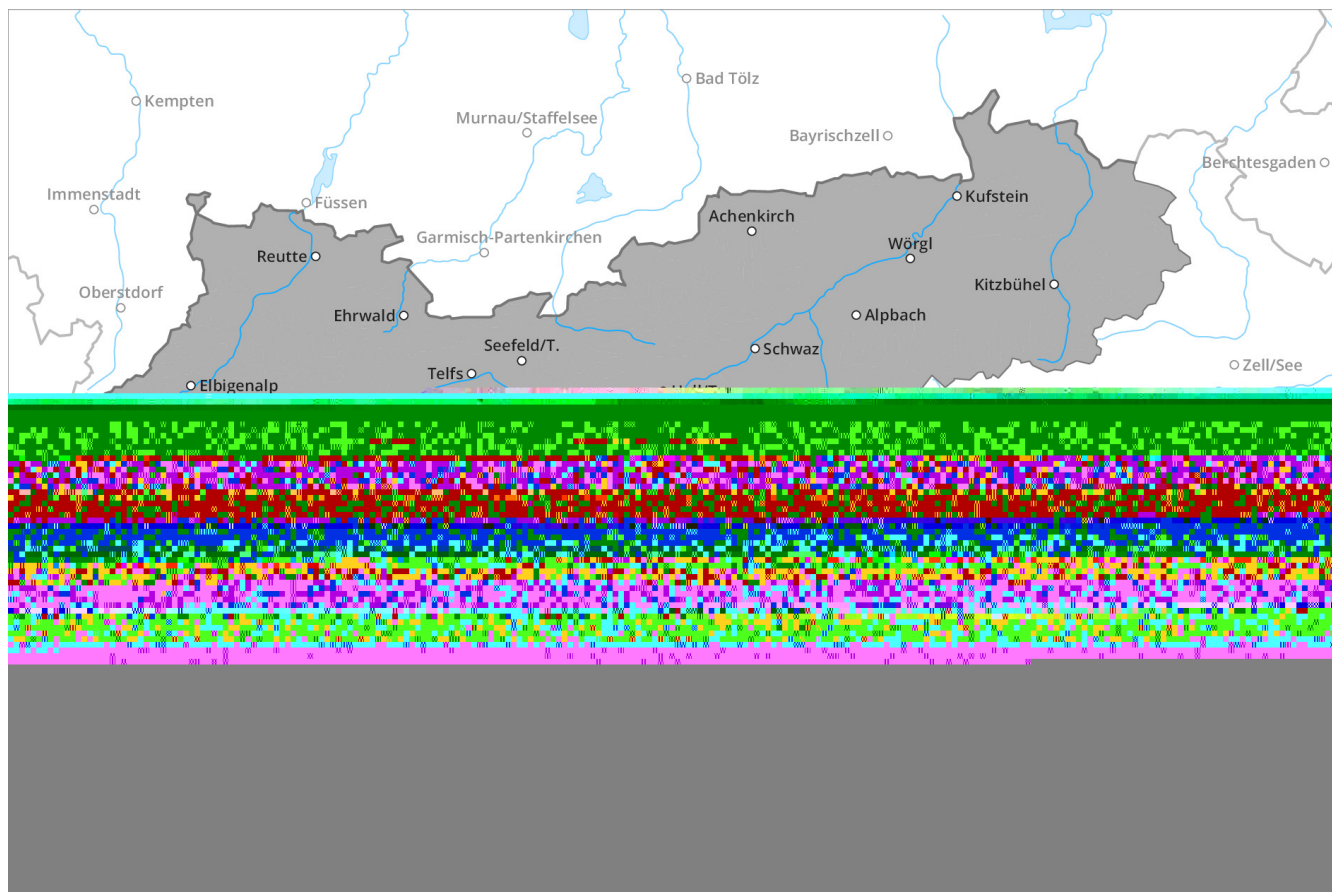 Bad Tölz
Kempten
Murnau/Staffelsee
Bayrischzell
Berchtesgaden
Immenstadt
Füssen
Kufstein
Achenkirch
Garmisch-Partenkirchen
Wörgl
Reutte
Kitzbühel
Oberstdorf
Ehrwald
Alpbach
Seefeld/T.
Schwaz
Zell/See
Telfs
Elbigenalp